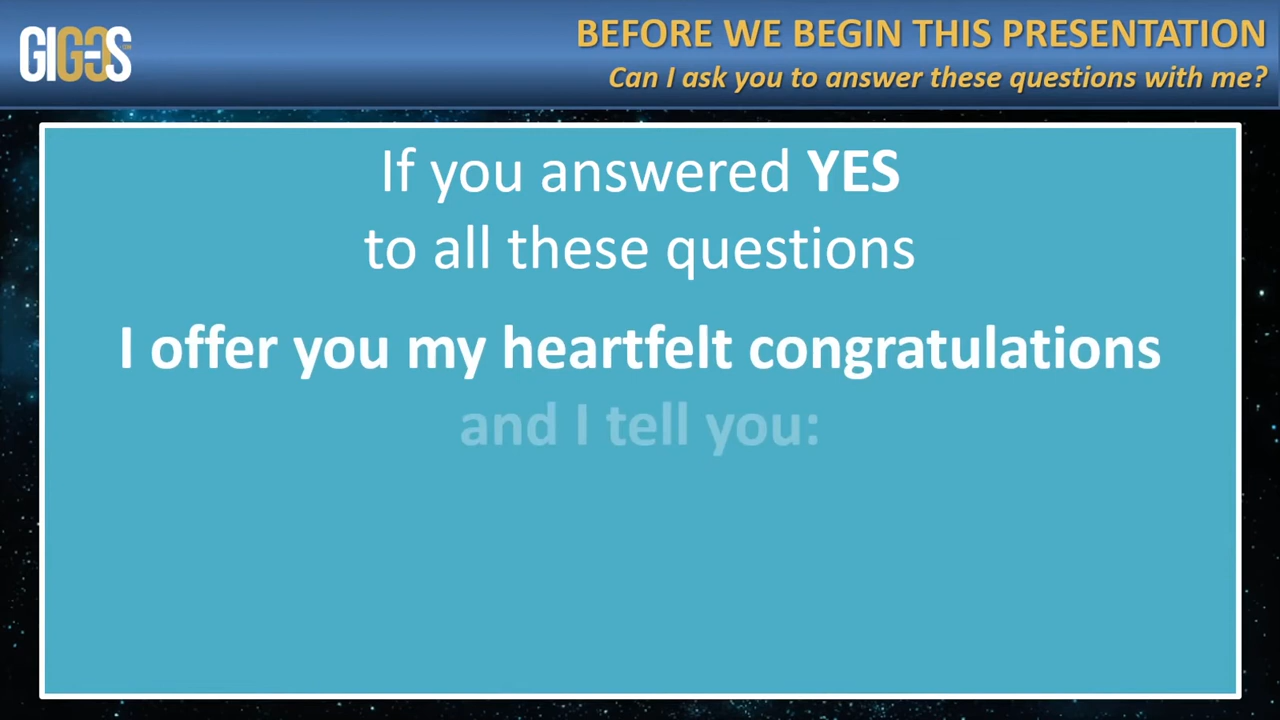 GIGOS
BEFORE WE BEGIN THIS PRESENTATION
Can I ask you to answer these questions with me?
If you answered YES
to all these questions
I offer you my heartfelt congratulations
and I tell you: